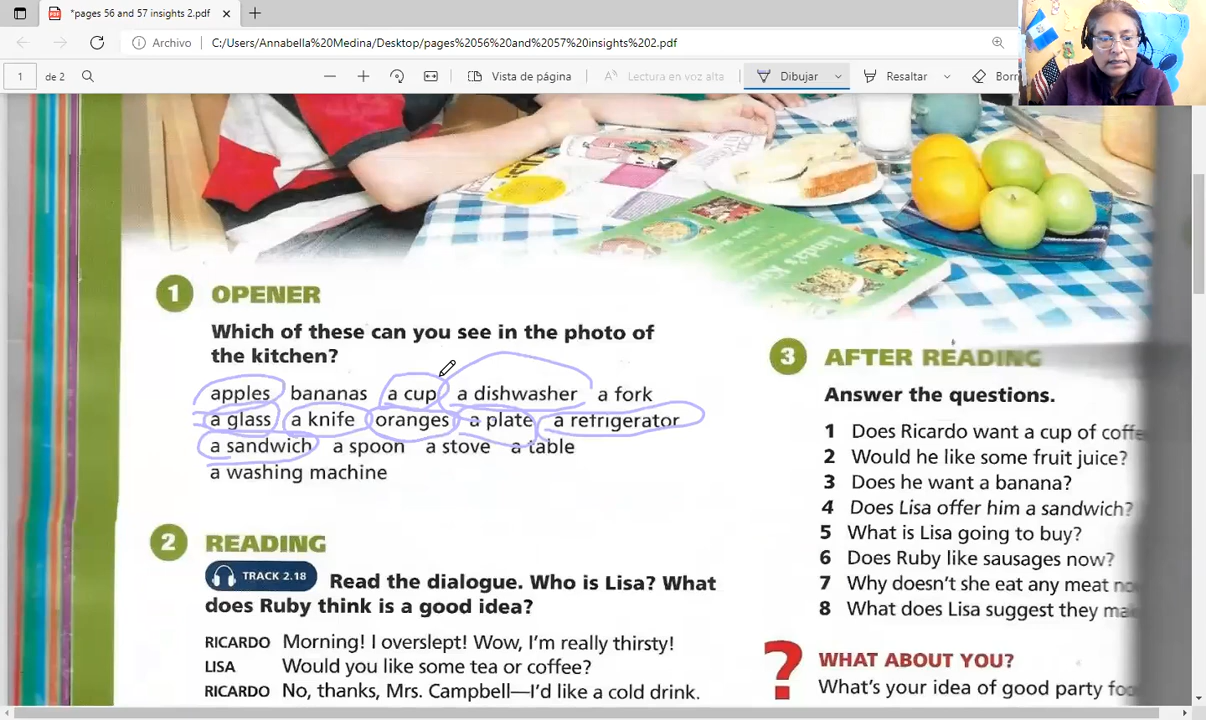 *pages 56 and 57 insights 2.pdf
Archivo
C:/Users/Annabella%20Medina/Desktop/pages%2056%20and%2057%20insights%202.pdf
1 de 2
Vista de página
Lectura en voz alta
Dibujar
Resaltar
1 OPENER
Which of these can you see in the photo of
the kitchen?
apples bananas a cup a dishwasher a fork
a glass a knife oranges a plate a refrigerator
a sandwich a spoon a stove a table
a washing machine
2 READING
TRACK 2.18 Read the dialogue. Who is Lisa? What
does Ruby think is a good idea?
RICARDO Morning! I overslept! Wow, I'm really thirsty!
LISA Would you like some tea or coffee?
RICARDO No, thanks, Mrs. Campbell—I'd like a cold drink.
3 AFTER READING
Answer the questions.
1 Does Ricardo want a cup of coffe
2 Would he like some fruit juice?
3 Does he want a banana?
4 Does Lisa offer him a sandwich?
5 What is Lisa going to buy?
6 Does Ruby like sausages now?
7 Why doesn't she eat any meat no
8 What does Lisa suggest they ma
? WHAT ABOUT YOU?
What's your idea of good party foo